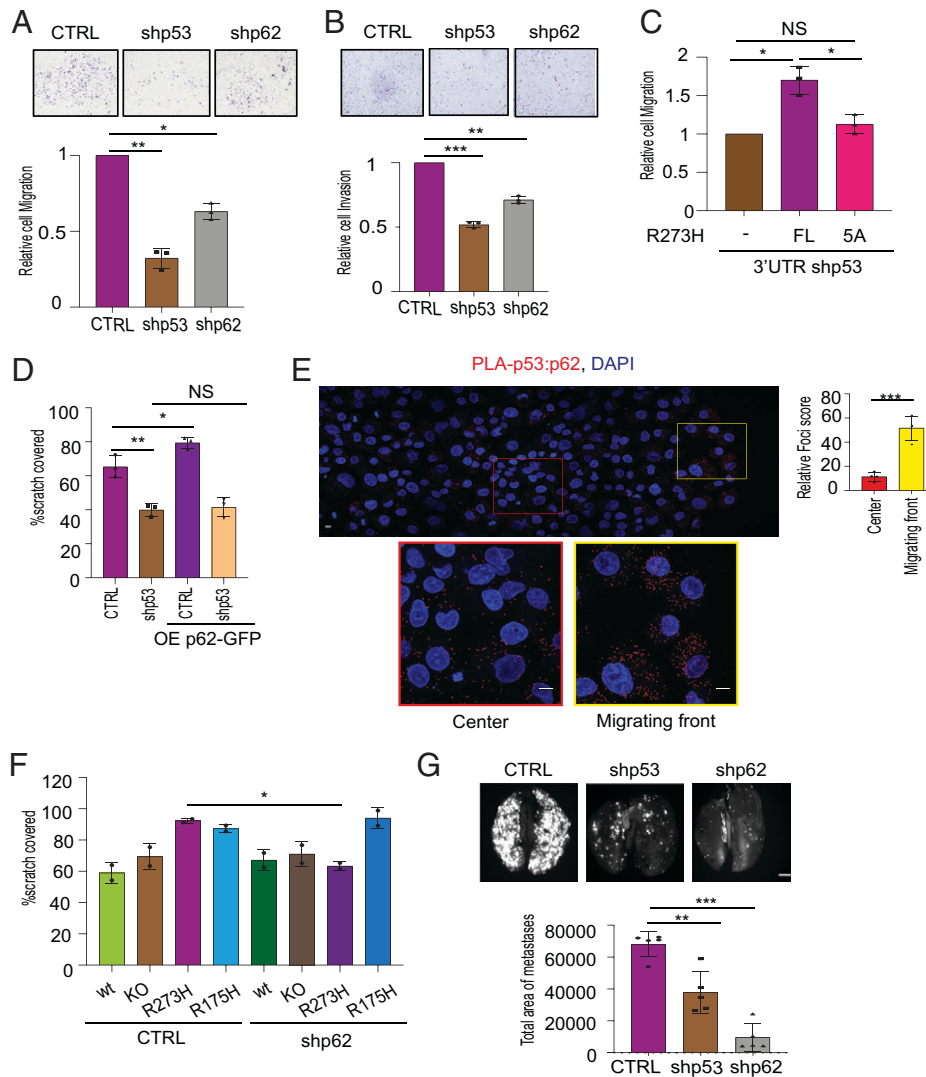 A
CTRL shp53 shp62
*
**
Relative cell Migration
1
0.5
0
CTRL shp53 shp62
B
CTRL shp53 shp62
**
***
Relative cell Invasion
1
0.5
0
CTRL shp53 shp62
C
NS
* *
Relative cell Migration
2
1.5
1
0.5
0
R273H - FL 5A
3'UTR shp53
D
NS
*
**
%scratch covered
100
80
60
40
20
0
CTRL shp53 CTRL shp53
OE p62-GFP
E
PLA-p53:p62, DAPI
Center Migrating front
***
Relative Foci score
80
60
40
20
0
Center Migrating front
F
*
%scratch covered
120
100
80
60
40
20
0
wt KO R273H R175H wt KO R273H R175H
CTRL shp62
G
CTRL shp53 shp62
***
**
Total area of metastases
80000
60000
40000
20000
0
CTRL shp53 shp62